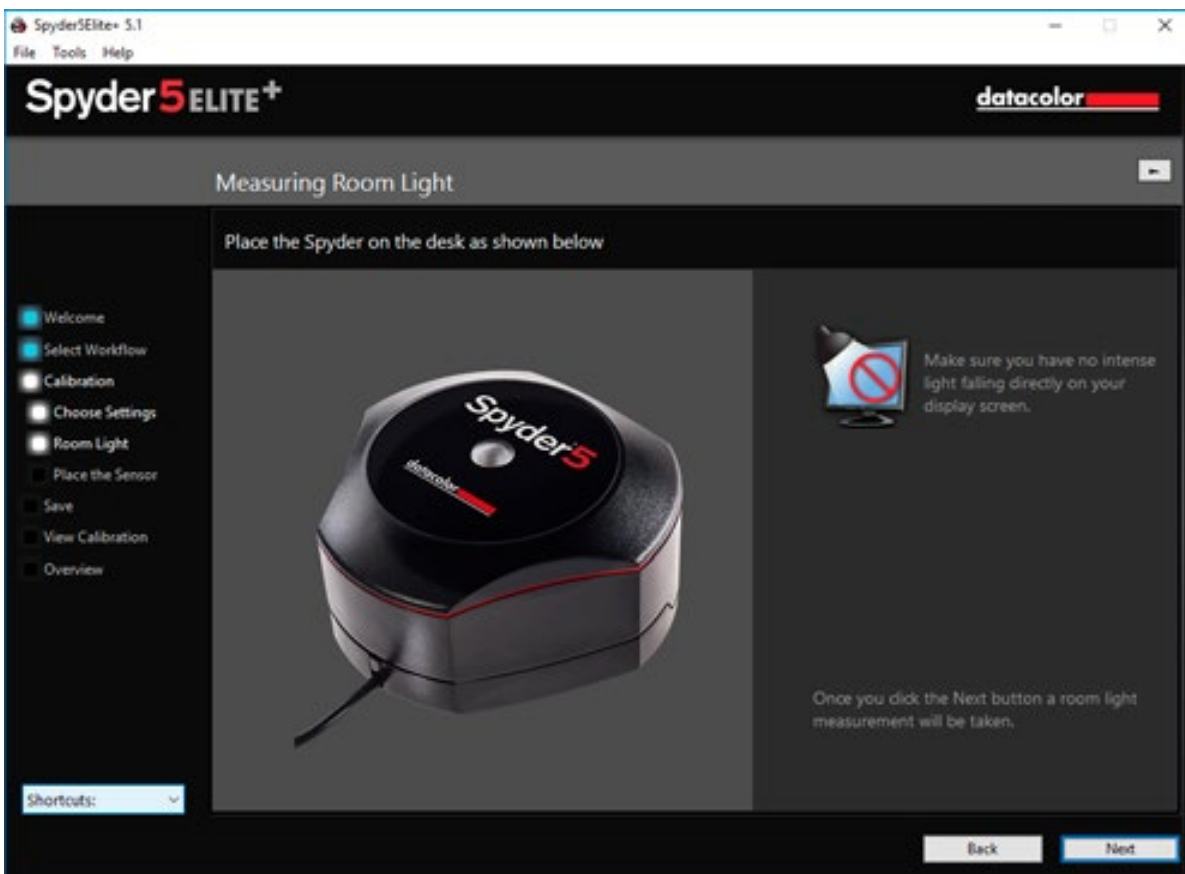 Spyder5Elite+ 5.1
File Tools Help
Spyder5ELITE+
datacolor
Measuring Room Light
Place the Spyder on the desk as shown below
Welcome
Select Workflow
Calibration
Choose Settings
Room Light
Place the Sensor
Save
View Calibration
Overview
Shortcuts:
Spyder5
datacolor
Make sure you have no intense
light falling directly on your
display screen.
Once you click the Next button a room light
measurement will be taken.
Back Next